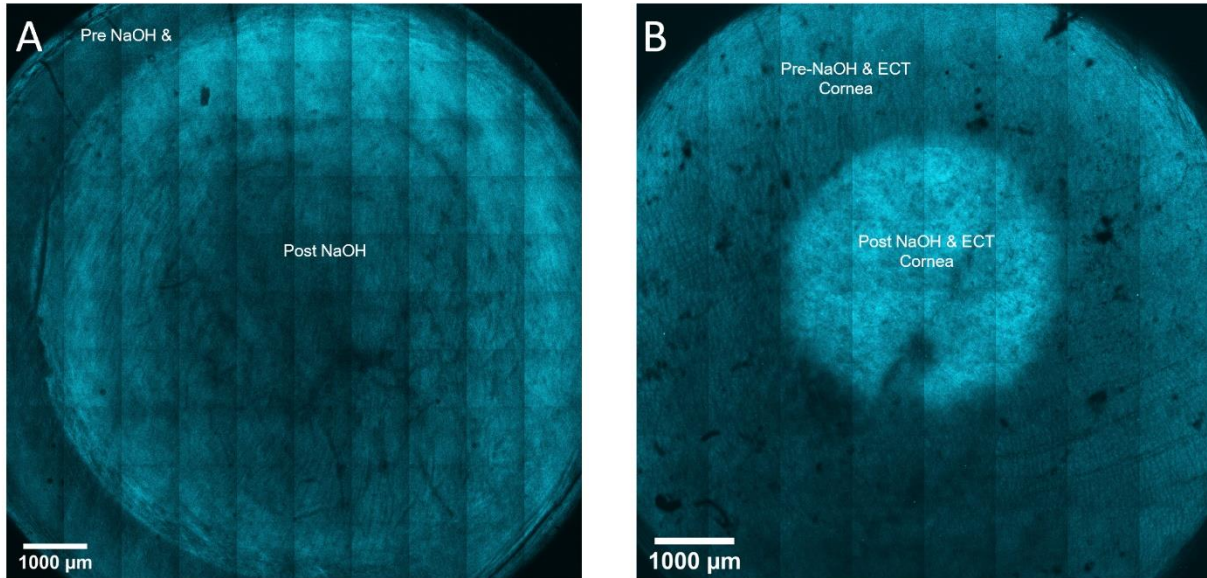 A
Pre NaOH &
Post NaOH
1000 µm
B
Pre-NaOH & ECT
Cornea
Post NaOH & ECT
Cornea
1000 µm